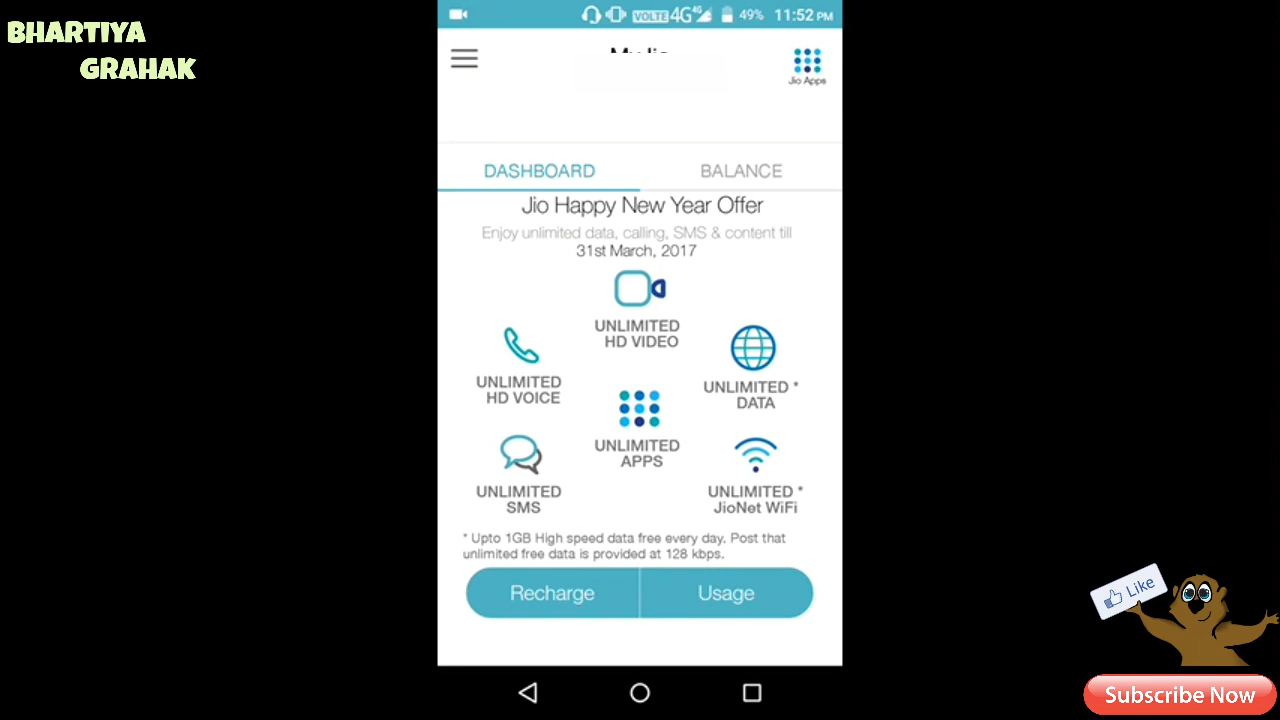 BHARTIYA
GRAHAK
VOLTE 4G 4G 49% 11:52 PM
Jio Apps
DASHBOARD
BALANCE
Jio Happy New Year Offer
Enjoy unlimited data, calling, SMS & content till
31st March, 2017
UNLIMITED
HD VIDEO
UNLIMITED
HD VOICE
UNLIMITED *
DATA
UNLIMITED
APPS
UNLIMITED
SMS
UNLIMITED *
JioNet WiFi
* Upto 1GB High speed data free every day. Post that
unlimited free data is provided at 128 kbps.
Recharge
Usage
Like
Subscribe Now